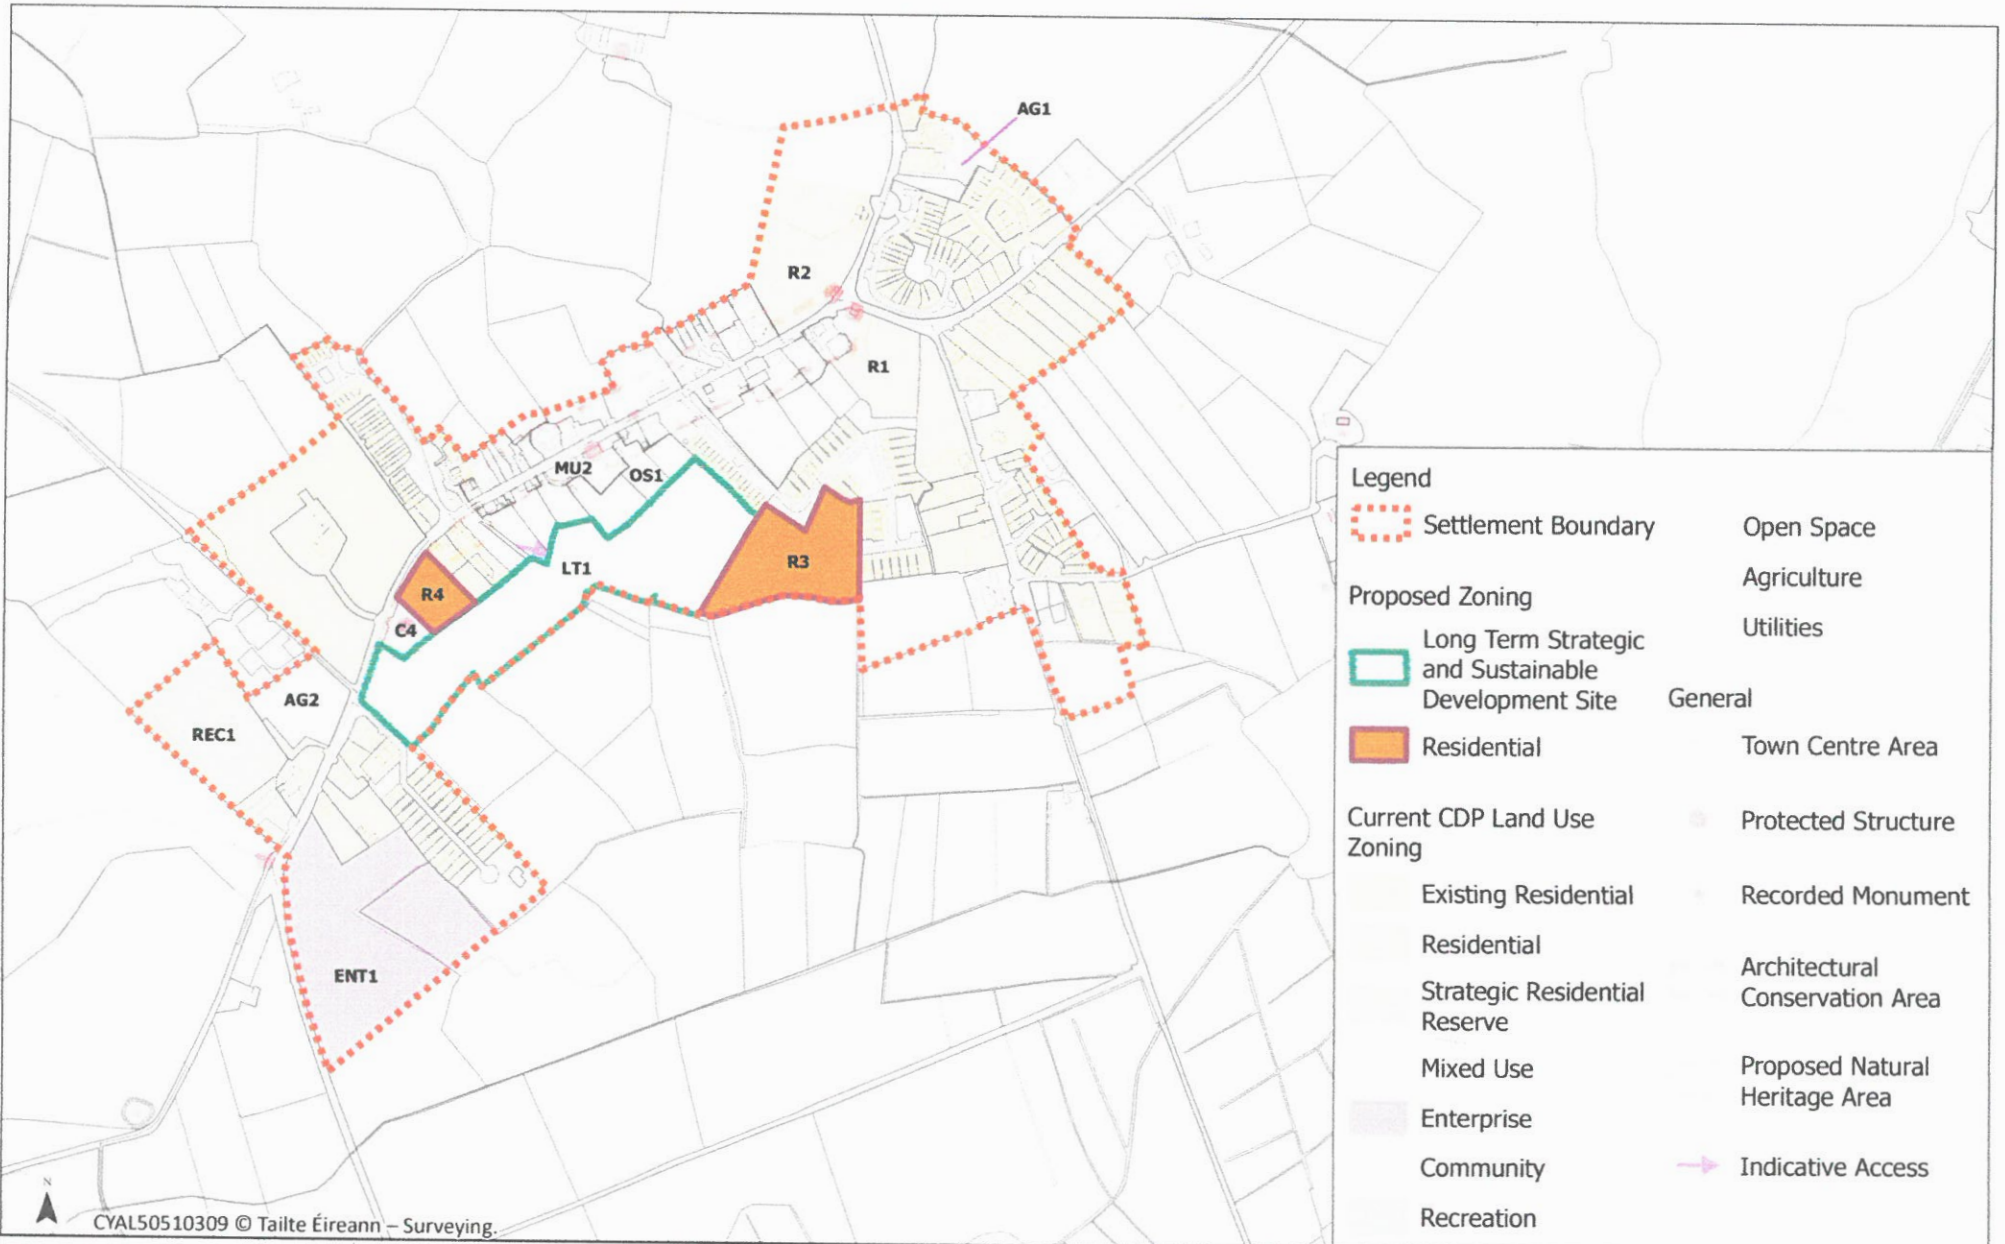 AG1
R2
R1
MU2
OS1
R3
LT1
R4
C4
AG2
REC1
ENT1
Legend
Settlement Boundary
Proposed Zoning
Long Term Strategic
and Sustainable
Development Site
Residential
Current CDP Land Use
Zoning
Existing Residential
Residential
Strategic Residential
Reserve
Mixed Use
Enterprise
Community
Recreation
Open Space
Agriculture
Utilities
General
Town Centre Area
Protected Structure
Recorded Monument
Architectural
Conservation Area
Proposed Natural
Heritage Area
Indicative Access
N
CYAL50510309 © Tailte Éireann – Surveying.